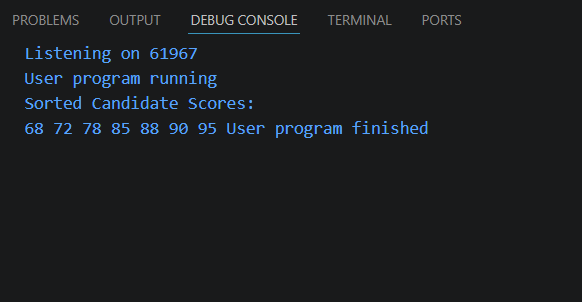 PROBLEMS OUTPUT DEBUG CONSOLE TERMINAL PORTS
Listening on 61967
User program running
Sorted Candidate Scores:
68 72 78 85 88 90 95 User program finished